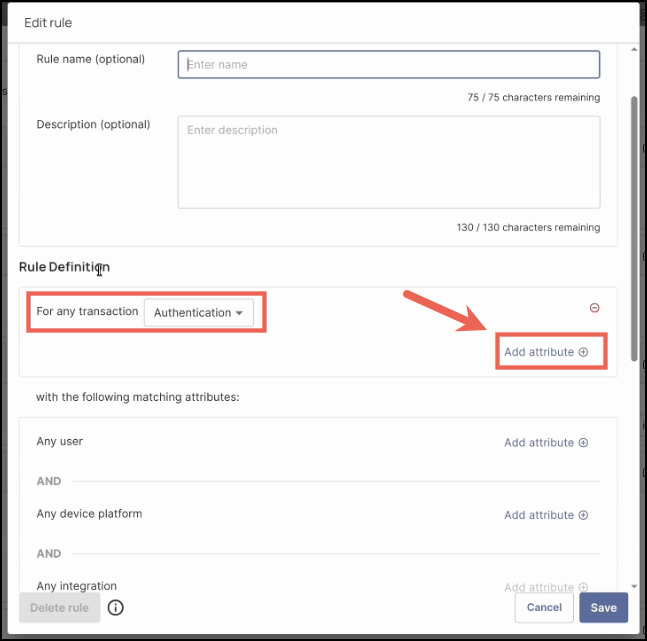 Edit rule
Rule name (optional)
Enter name
75 / 75 characters remaining
Description (optional)
Enter description
130 / 130 characters remaining
Rule Definition
For any transaction Authentication
Add attribute
with the following matching attributes:
Any user Add attribute
AND
Any device platform Add attribute
AND
Any integration Add attribute
Delete rule Cancel Save